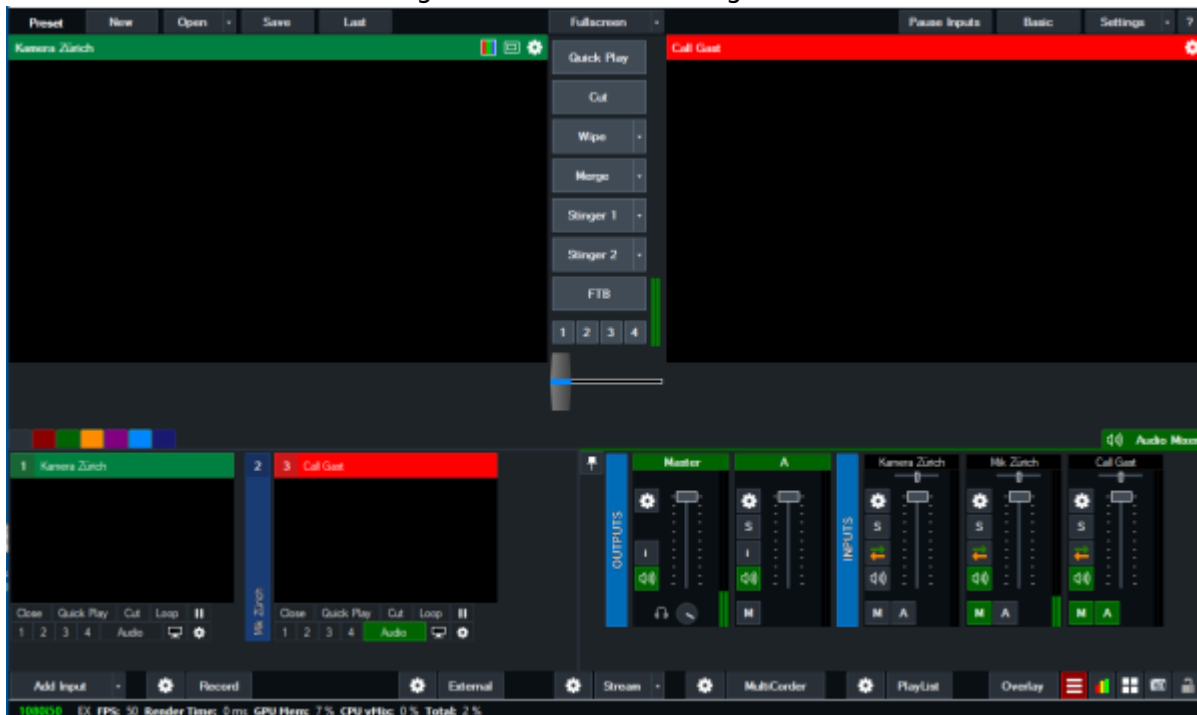 Preset New Open Save Last Fullscreen Pause Inputs Basic Settings ?
Kamera Zürich
Call Gast
Quick Play
Cut
Wipe
Merge
Stinger 1
Stinger 2
FTB
1 2 3 4
Audio Mixer
1 Kamera Zürich
2 Mik Zürich
3 Call Gast
Close Quick Play Cut Loop
1 2 3 4 Audio
Close Quick Play Cut Loop
1 2 3 4 Audio
OUTPUTS
Master A
S
I I
M
INPUTS
Kamera Zürich Mik Zürich Call Gast
S S S
M A M A M A
Add Input Record External Stream MultiCorder PlayList Overlay
1080i50 EX FPS: 50 Render Time: 0 ms GPU Mem: 7 % CPU vMix: 0 % Total: 2 %